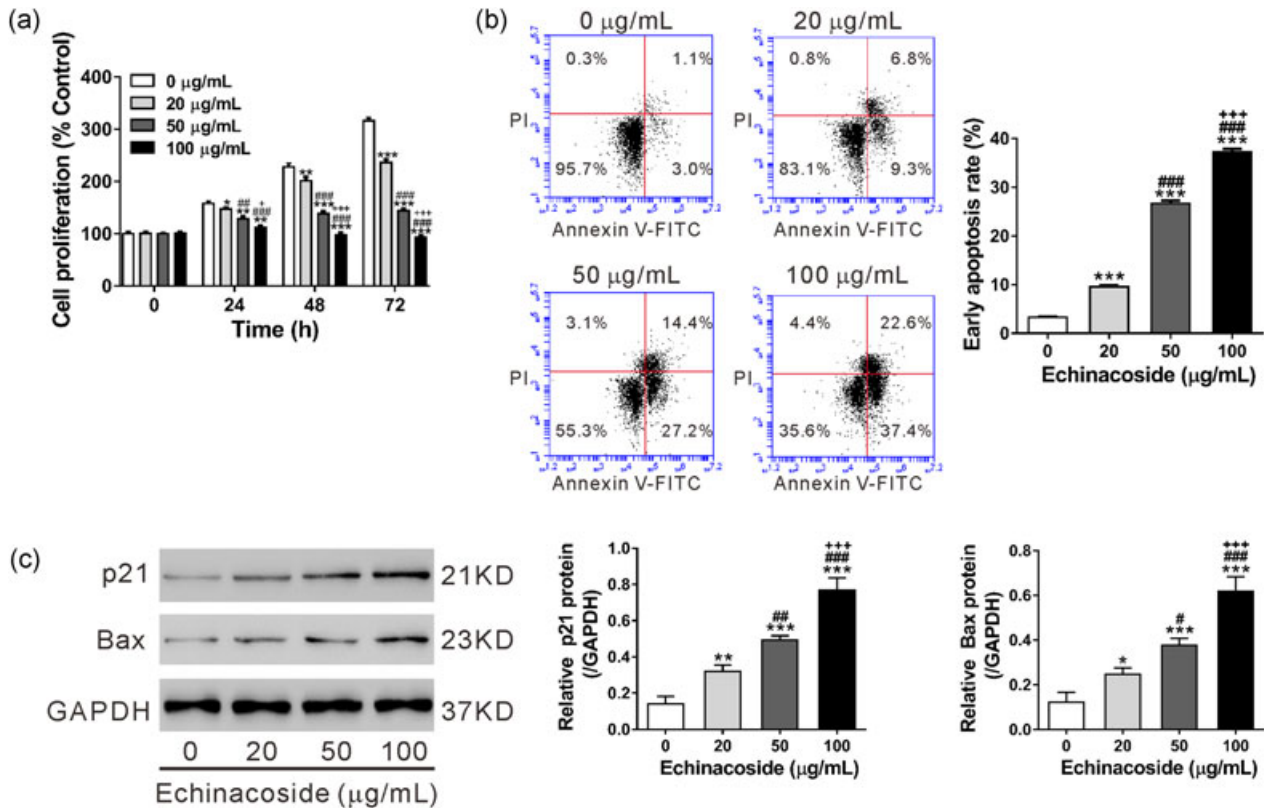 (a)
Cell proliferation (% Control)
400
300
200
100
0
0 μg/mL
20 μg/mL
50 μg/mL
100 μg/mL
* ## ** + ### **
** ### *** +++ ### ***
*** ### *** +++ ### ***
0 24 48 72
Time (h)
(b)
0 μg/mL
0.3% 1.1%
PI
95.7% 3.0%
Annexin V-FITC
20 μg/mL
0.8% 6.8%
PI
83.1% 9.3%
Annexin V-FITC
50 μg/mL
3.1% 14.4%
PI
55.3% 27.2%
Annexin V-FITC
100 μg/mL
4.4% 22.6%
PI
35.6% 37.4%
Annexin V-FITC
Early apoptosis rate (%)
40
30
20
10
0
***
###
***
+++
###
***
0 20 50 100
Echinacoside (μg/mL)
(c)
p21 21KD
Bax 23KD
GAPDH 37KD
0 20 50 100
Echinacoside (μg/mL)
Relative p21 protein
(/GAPDH)
1.0
0.8
0.6
0.4
0.2
0.0
**
##
***
+++
###
***
0 20 50 100
Echinacoside (μg/mL)
Relative Bax protein
(/GAPDH)
0.8
0.6
0.4
0.2
0.0
*
#
***
+++
###
***
0 20 50 100
Echinacoside (μg/mL)